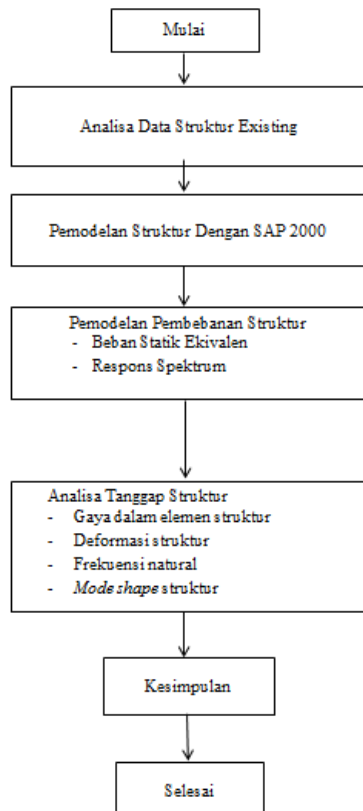 Mulai
Analisa Data Struktur Existing
Pemodelan Struktur Dengan SAP 2000
Pemodelan Pembebanan Struktur
- Beban Statik Ekivalen
- Respons Spektrum
Analisa Tanggap Struktur
- Gaya dalam elemen struktur
- Deformasi struktur
- Frekuensi natural
- Mode shape struktur
Kesimpulan
Selesai